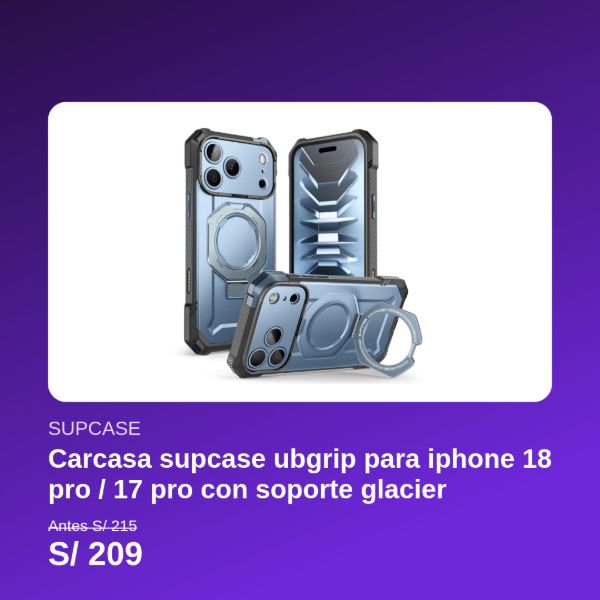 SUPCASE
Carcasa supcase ubgrip para iphone 18
pro / 17 pro con soporte glacier
Antes S/ 215
S/ 209